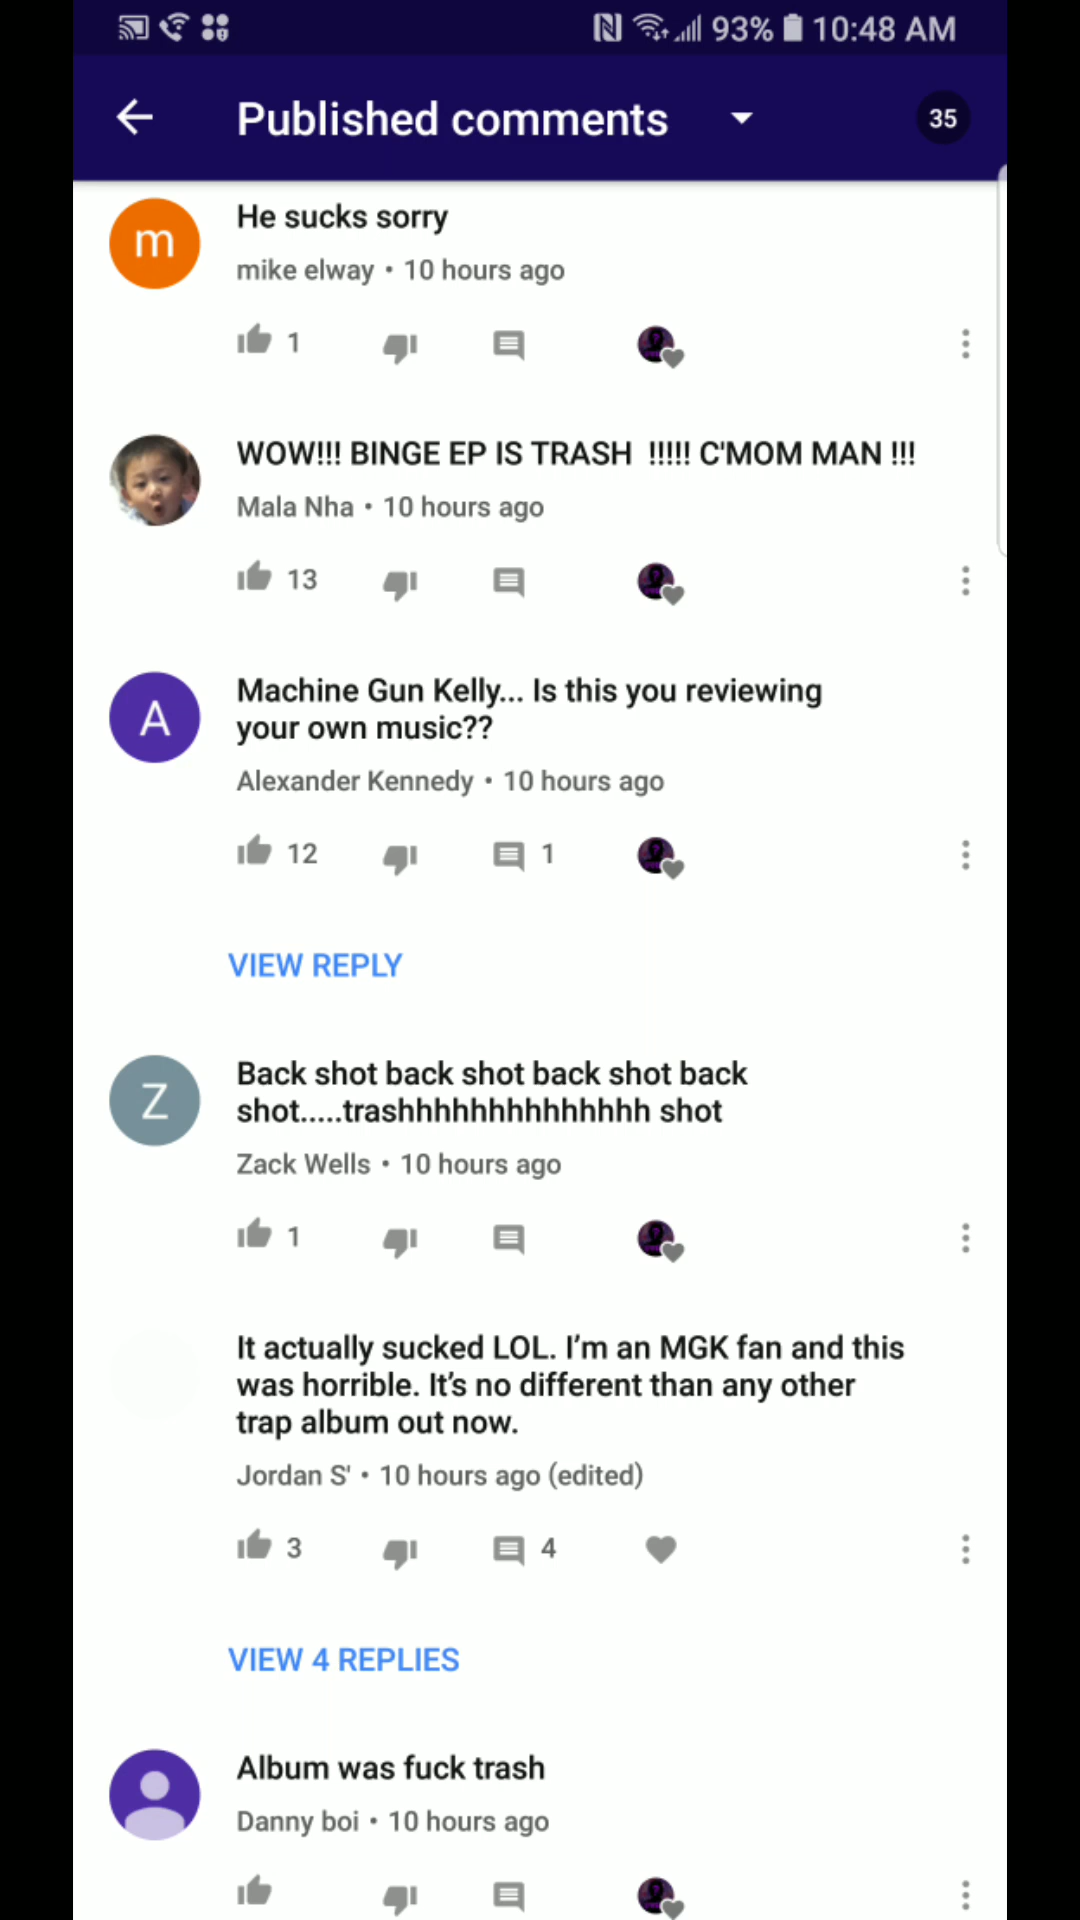 93% 10:48 AM
Published comments
35
m
He sucks sorry
mike elway • 10 hours ago
1
WOW!!! BINGE EP IS TRASH !!!!! C'MOM MAN !!!
Mala Nha • 10 hours ago
13
A
Machine Gun Kelly... Is this you reviewing
your own music??
Alexander Kennedy • 10 hours ago
12 1
VIEW REPLY
Z
Back shot back shot back shot back
shot.....trashhhhhhhhhhhhhh shot
Zack Wells • 10 hours ago
1
It actually sucked LOL. I’m an MGK fan and this
was horrible. It’s no different than any other
trap album out now.
Jordan S' • 10 hours ago (edited)
3 4
VIEW 4 REPLIES
Album was fuck trash
Danny boi • 10 hours ago